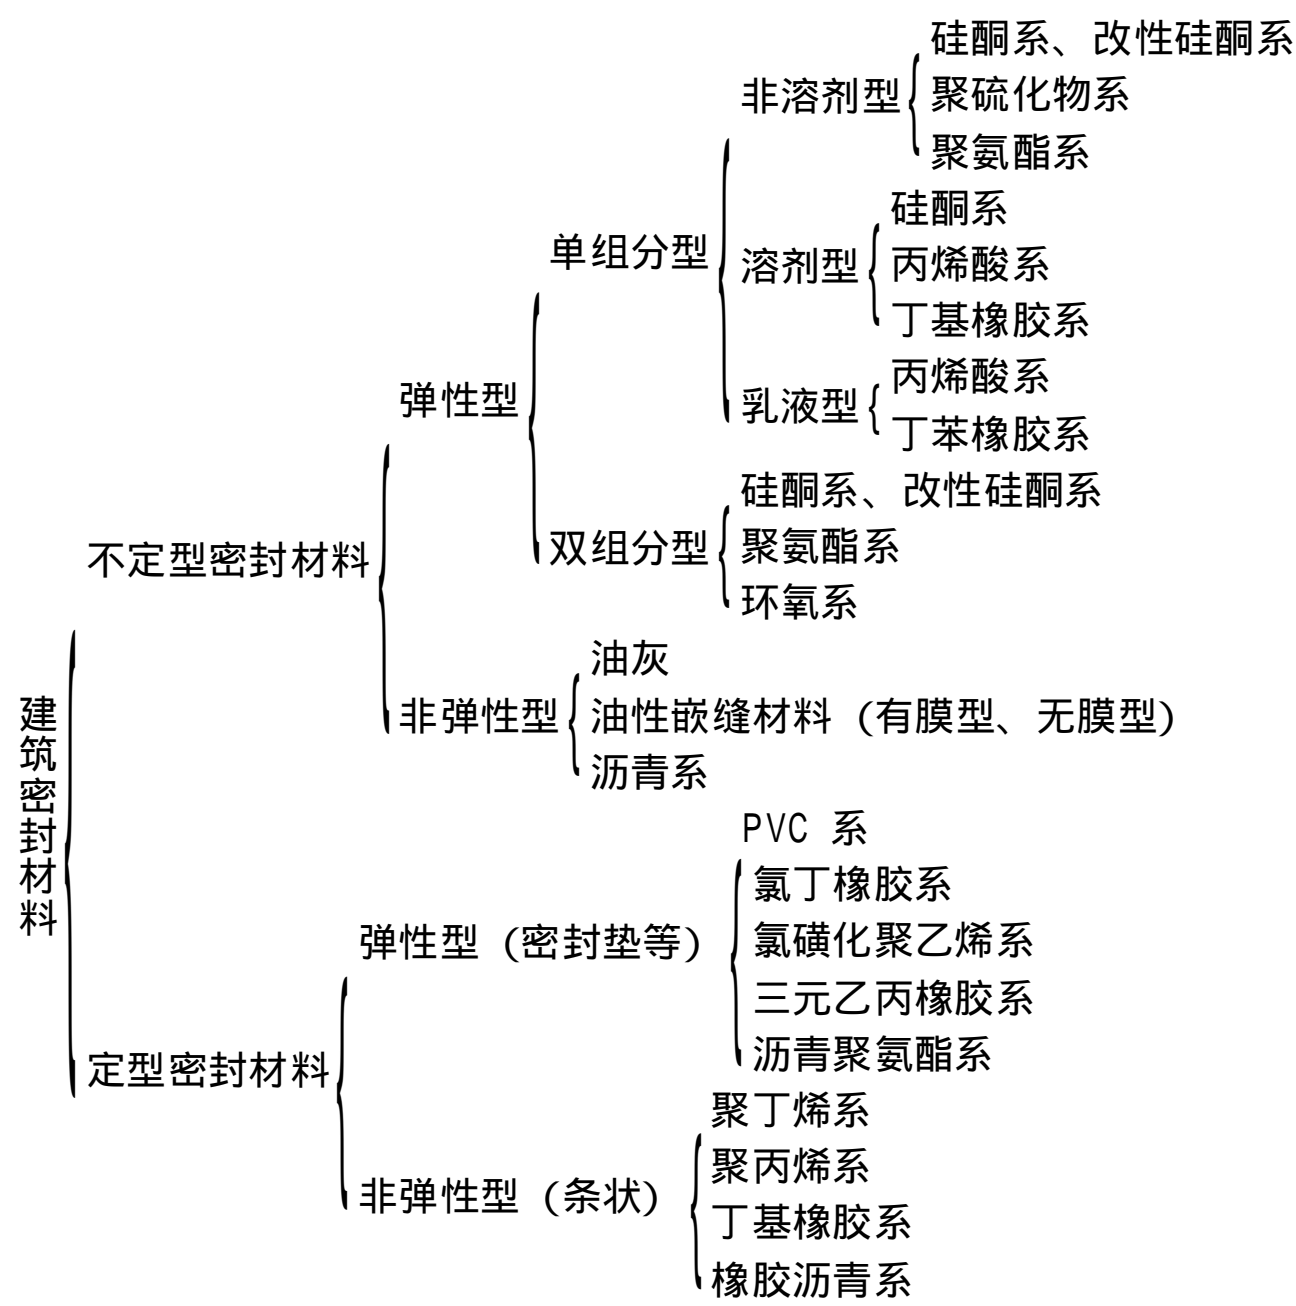 建筑密封材料
不定型密封材料
弹性型
单组分型
非溶剂型
硅酮系、改性硅酮系
聚硫化物系
聚氨酯系
溶剂型
硅酮系
丙烯酸系
丁基橡胶系
乳液型
丙烯酸系
丁苯橡胶系
双组分型
硅酮系、改性硅酮系
聚氨酯系
环氧系
非弹性型
油灰
油性嵌缝材料（有膜型、无膜型）
沥青系
定型密封材料
弹性型（密封垫等）
PVC 系
氯丁橡胶系
氯磺化聚乙烯系
三元乙丙橡胶系
沥青聚氨酯系
非弹性型（条状）
聚丁烯系
聚丙烯系
丁基橡胶系
橡胶沥青系